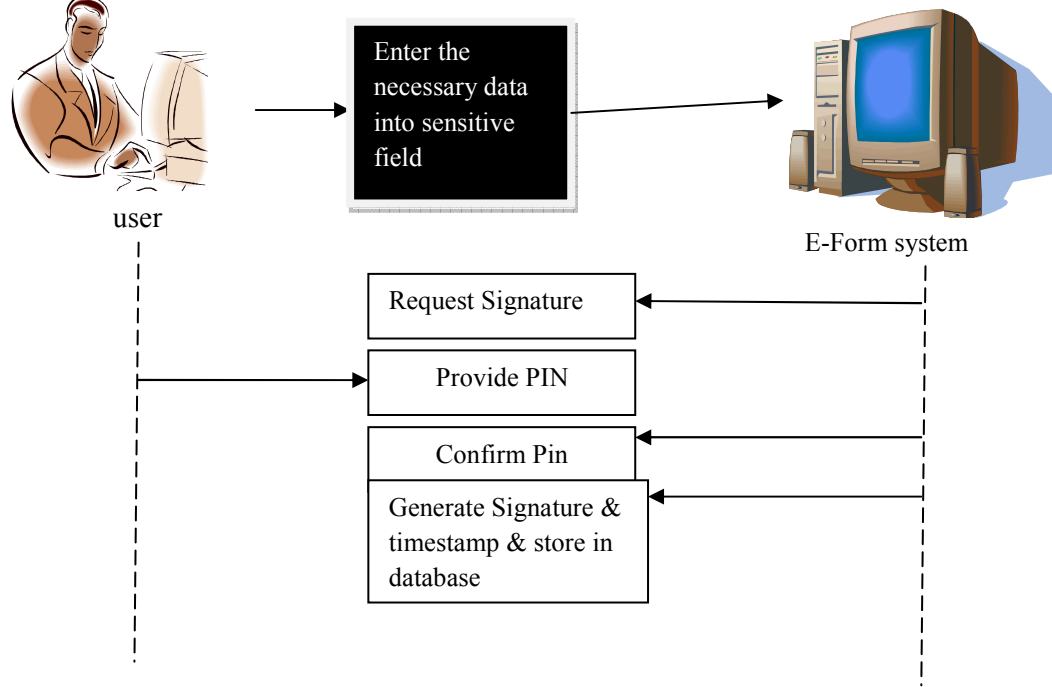 Enter the
necessary data
into sensitive
field
user
E-Form system
Request Signature
Provide PIN
Confirm Pin
Generate Signature &
timestamp & store in
database